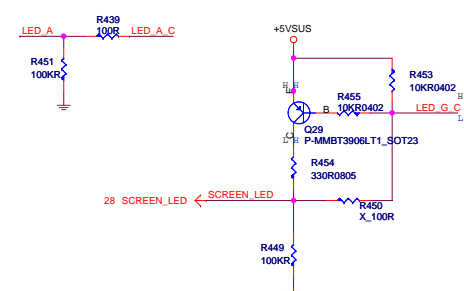 R439
LED_A
100R
LED_A_C
R451
100KR
+5VSUS
H H
E
R453
10KR0402
R455
10KR0402
H
LED_G_C
L
B
Q29
C
H
P-MMBT3906LT1_SOT23
R454
330R0805
28 SCREEN_LED
SCREEN_LED
R450
X_100R
R449
100KR